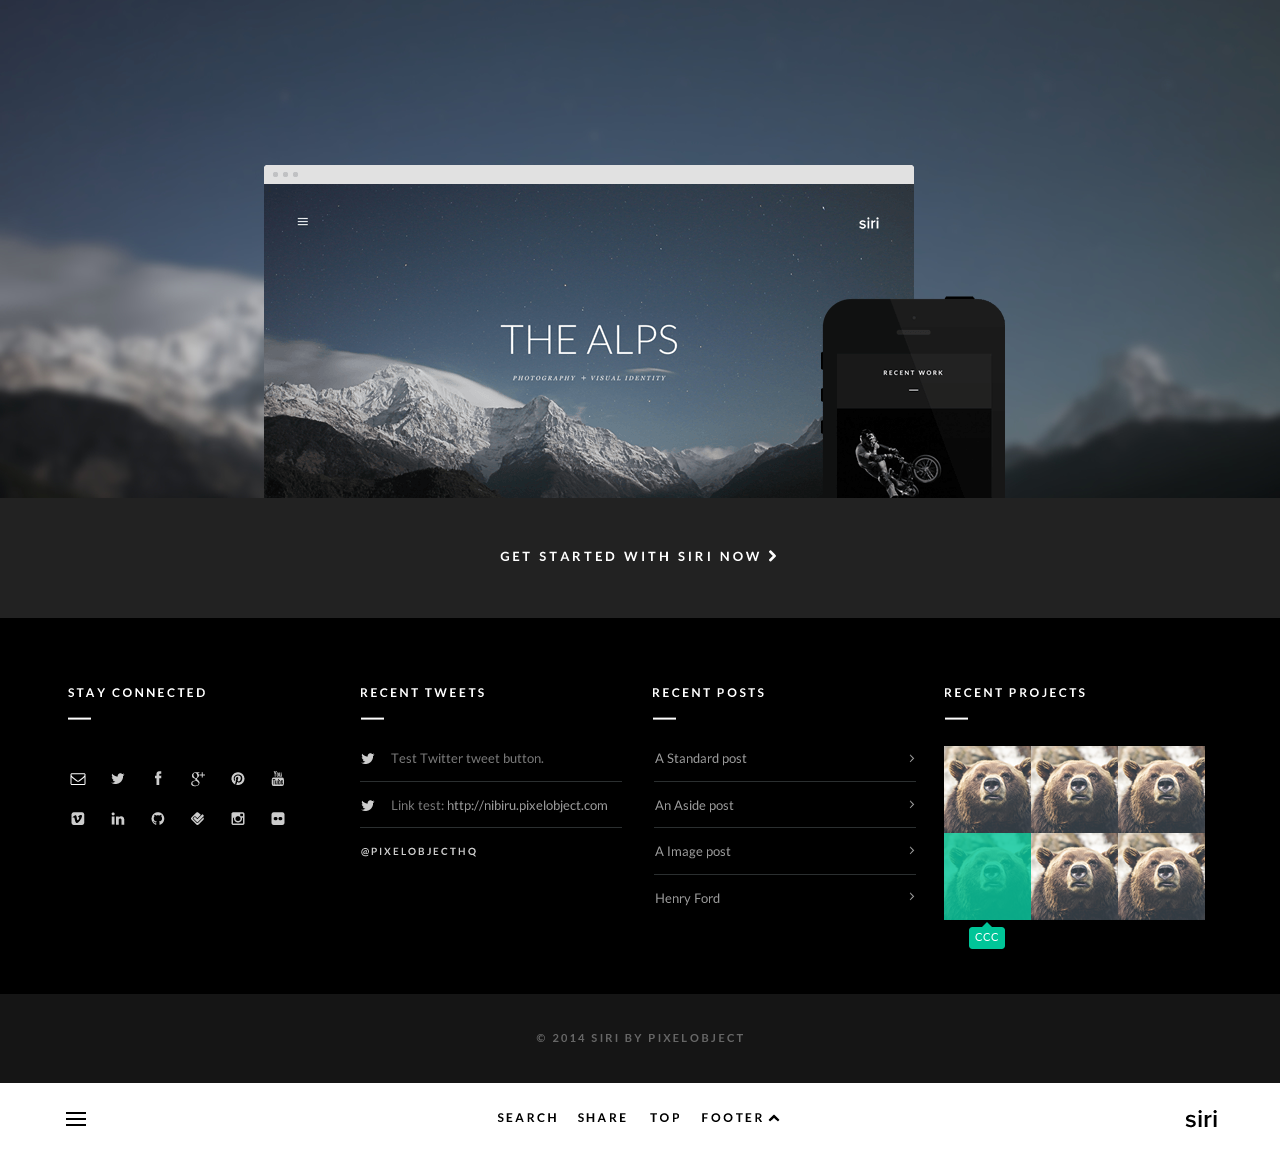 siri
THE ALPS
PHOTOGRAPHY + VISUAL IDENTITY
RECENT WORK
GET STARTED WITH SIRI NOW
STAY CONNECTED
RECENT TWEETS
Test Twitter tweet button.
Link test: http://nibiru.pixelobject.com
@PIXELOBJECTHQ
RECENT POSTS
A Standard post
An Aside post
A Image post
Henry Ford
RECENT PROJECTS
CCC
© 2014 SIRI BY PIXELOBJECT
SEARCH SHARE TOP FOOTER
siri